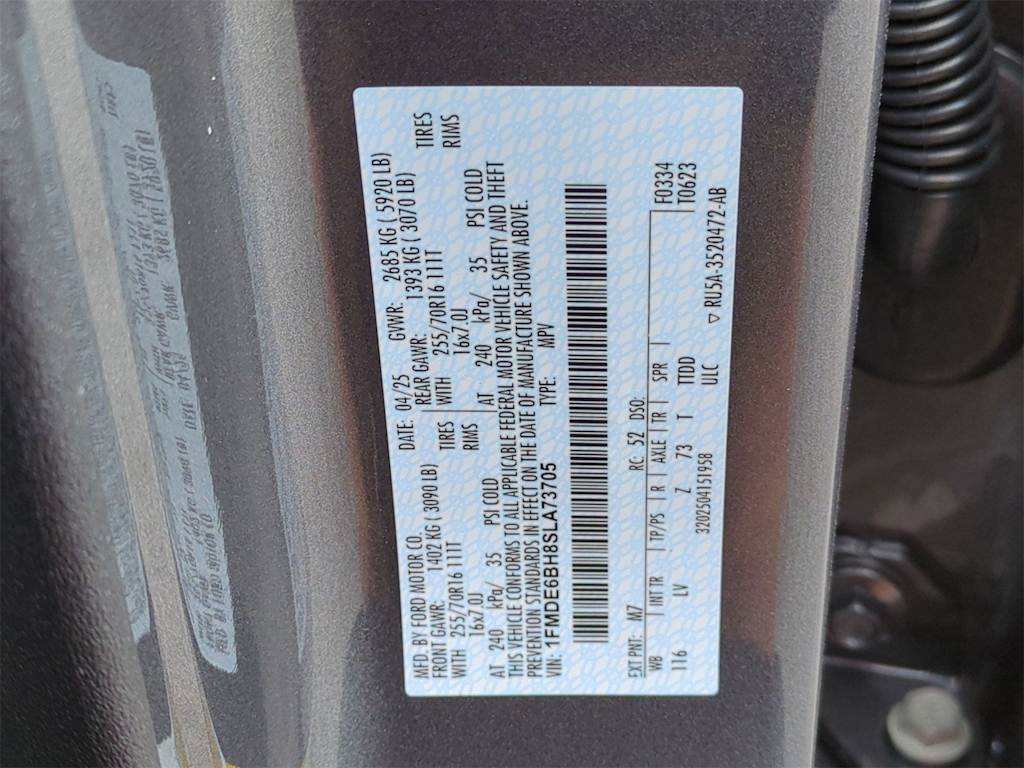 MFD. BY FORD MOTOR CO.
DATE: 04/25 GVWR: 2685 KG ( 5920 LB)
FRONT GAWR: 1402 KG ( 3090 LB) REAR GAWR: 1393 KG ( 3070 LB)
WITH 255/70R16 111T TIRES WITH 255/70R16 111T TIRES
16x7.0J RIMS 16x7.0J RIMS
AT 240 kPa/ 35 PSI COLD AT 240 kPa/ 35 PSI COLD
THIS VEHICLE CONFORMS TO ALL APPLICABLE FEDERAL MOTOR VEHICLE SAFETY AND THEFT
PREVENTION STANDARDS IN EFFECT ON THE DATE OF MANUFACTURE SHOWN ABOVE.
VIN: 1FMDE6BH8SLA73705 TYPE: MPV
EXT PNT: M7 RC: 52 DSO: F0334
WB | INT TR | TP/PS | R | AXLE | TR | SPR | T0623
116 LV Z 73 T TTDD
ULC
3202504151958 ▽ RU5A-3520472-AB